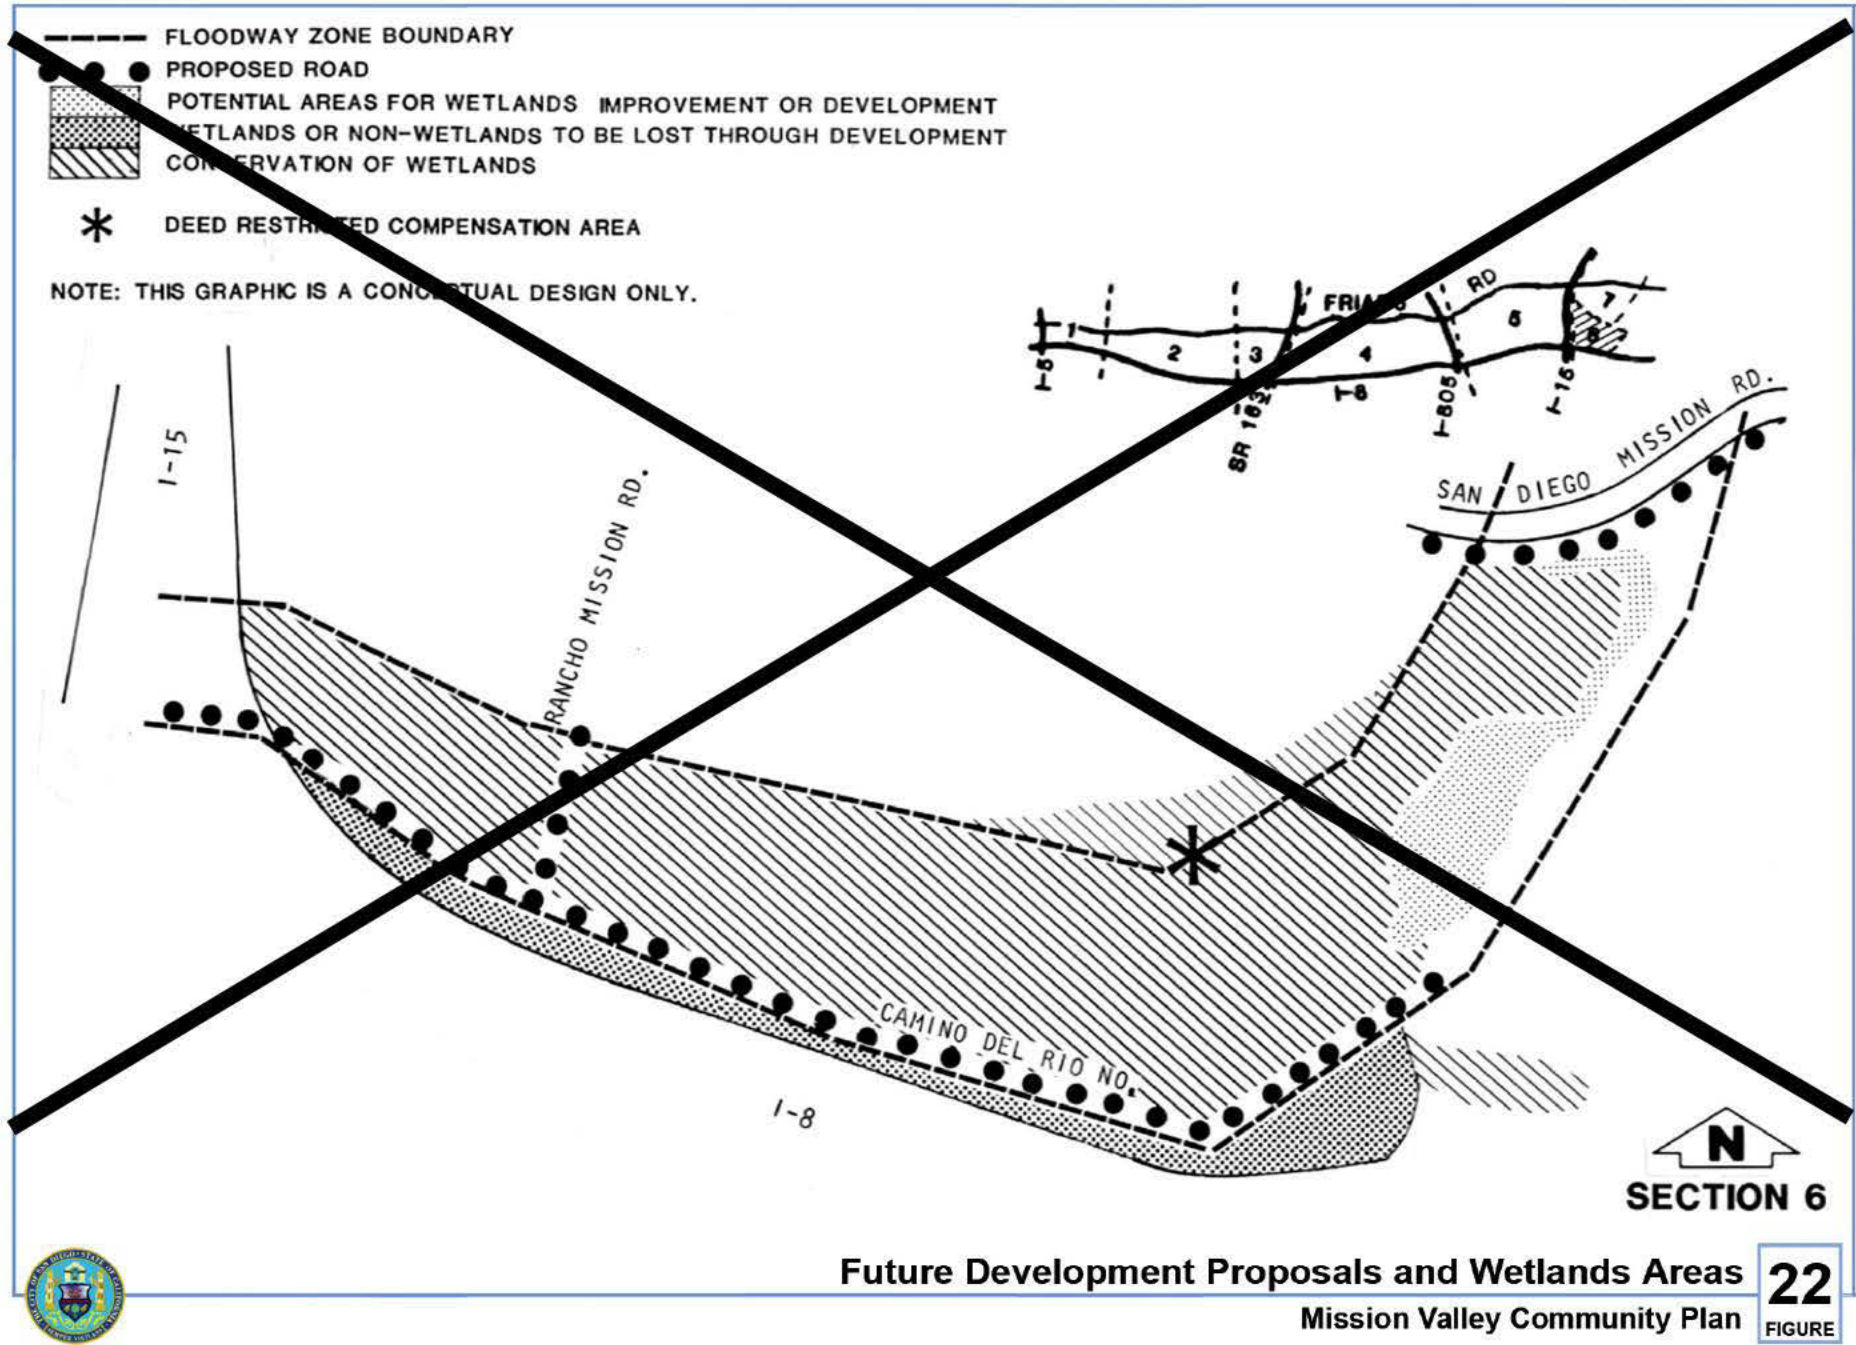 FLOODWAY ZONE BOUNDARY
PROPOSED ROAD
POTENTIAL AREAS FOR WETLANDS IMPROVEMENT OR DEVELOPMENT
WETLANDS OR NON-WETLANDS TO BE LOST THROUGH DEVELOPMENT
CONSERVATION OF WETLANDS
DEED RESTRICTED COMPENSATION AREA
NOTE: THIS GRAPHIC IS A CONCEPTUAL DESIGN ONLY.
FRIARS RD
1
2
3
4
5
6
7
I-5
SR 163
I-8
I-805
I-15
SAN DIEGO MISSION RD.
I-15
RANCHO MISSION RD.
CAMINO DEL RIO NO.
I-8
N
SECTION 6
Future Development Proposals and Wetlands Areas
Mission Valley Community Plan
22
FIGURE